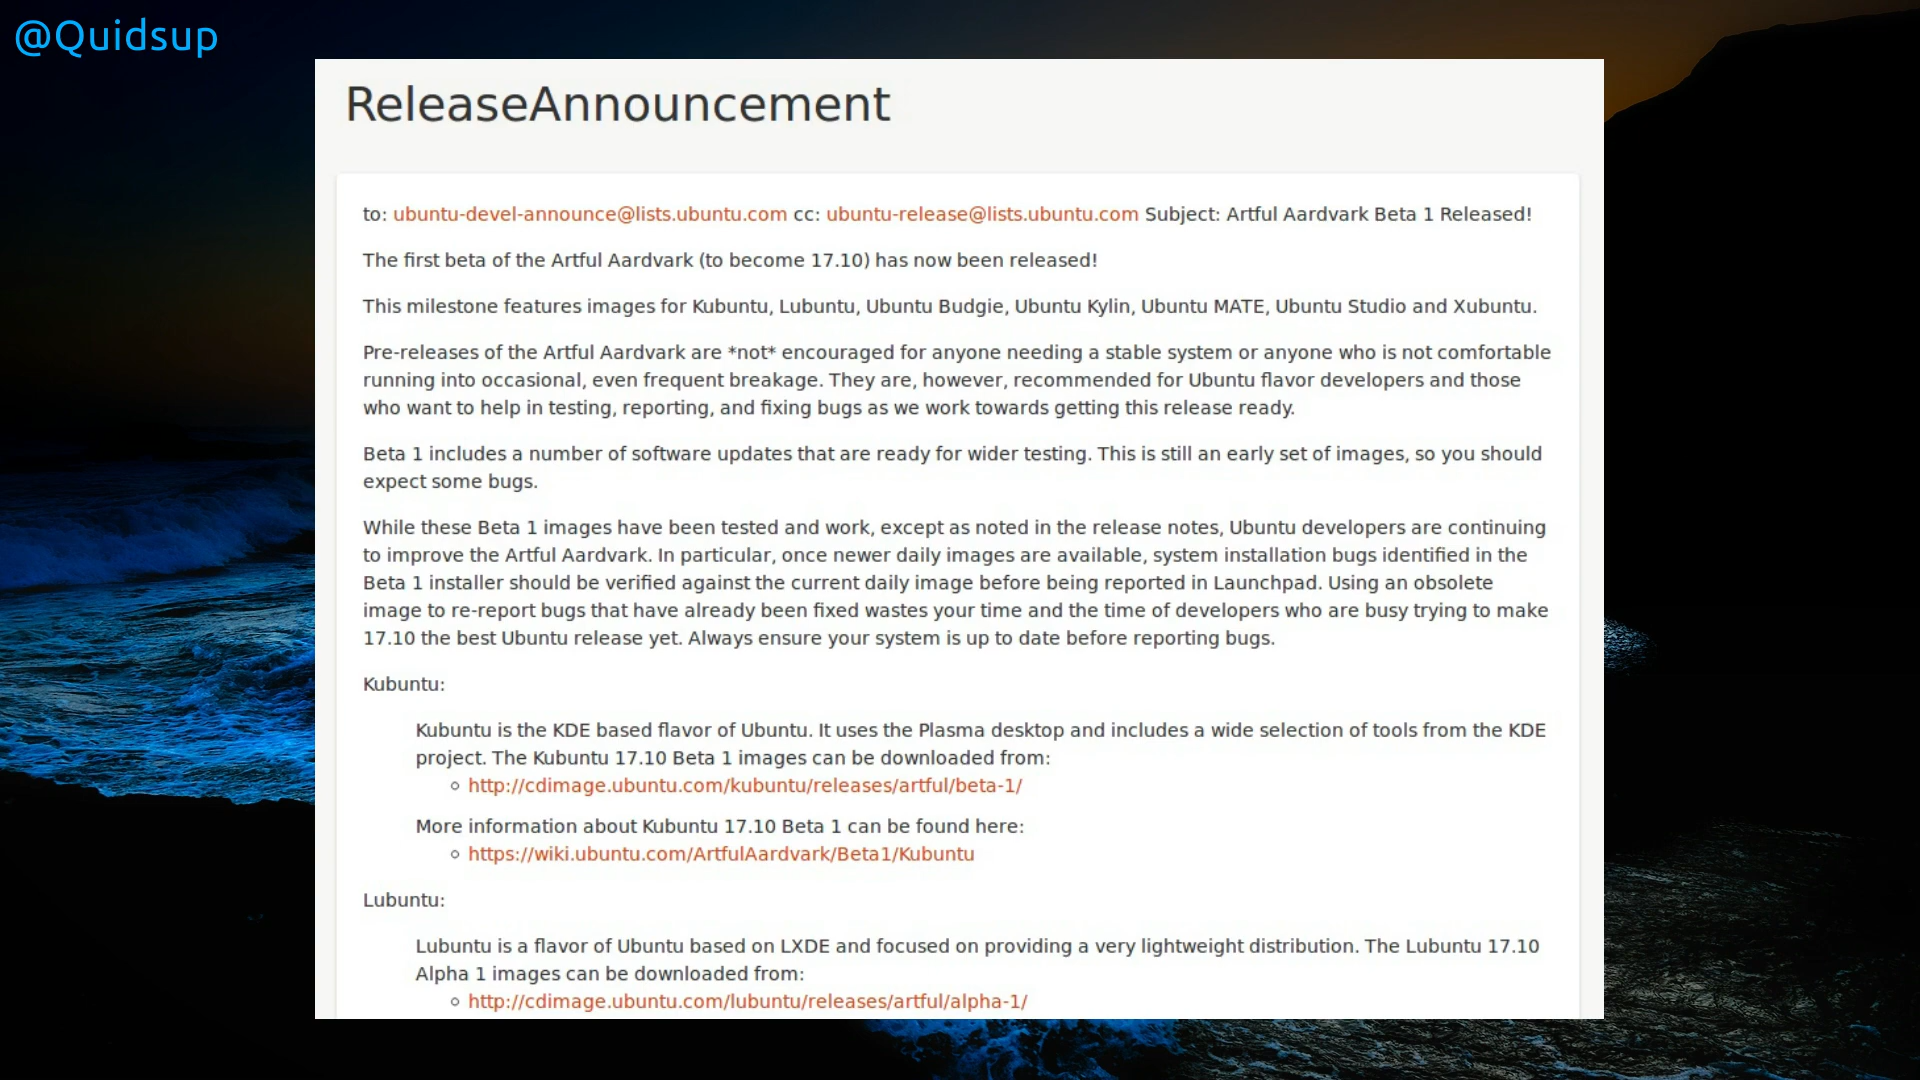 @Quidsup
ReleaseAnnouncement
to: ubuntu-devel-announce@lists.ubuntu.com cc: ubuntu-release@lists.ubuntu.com Subject: Artful Aardvark Beta 1 Released!
The first beta of the Artful Aardvark (to become 17.10) has now been released!
This milestone features images for Kubuntu, Lubuntu, Ubuntu Budgie, Ubuntu Kylin, Ubuntu MATE, Ubuntu Studio and Xubuntu.
Pre-releases of the Artful Aardvark are *not* encouraged for anyone needing a stable system or anyone who is not comfortable
running into occasional, even frequent breakage. They are, however, recommended for Ubuntu flavor developers and those
who want to help in testing, reporting, and fixing bugs as we work towards getting this release ready.
Beta 1 includes a number of software updates that are ready for wider testing. This is still an early set of images, so you should
expect some bugs.
While these Beta 1 images have been tested and work, except as noted in the release notes, Ubuntu developers are continuing
to improve the Artful Aardvark. In particular, once newer daily images are available, system installation bugs identified in the
Beta 1 installer should be verified against the current daily image before being reported in Launchpad. Using an obsolete
image to re-report bugs that have already been fixed wastes your time and the time of developers who are busy trying to make
17.10 the best Ubuntu release yet. Always ensure your system is up to date before reporting bugs.
Kubuntu:
Kubuntu is the KDE based flavor of Ubuntu. It uses the Plasma desktop and includes a wide selection of tools from the KDE
project. The Kubuntu 17.10 Beta 1 images can be downloaded from:
http://cdimage.ubuntu.com/kubuntu/releases/artful/beta-1/
More information about Kubuntu 17.10 Beta 1 can be found here:
https://wiki.ubuntu.com/ArtfulAardvark/Beta1/Kubuntu
Lubuntu:
Lubuntu is a flavor of Ubuntu based on LXDE and focused on providing a very lightweight distribution. The Lubuntu 17.10
Alpha 1 images can be downloaded from:
http://cdimage.ubuntu.com/lubuntu/releases/artful/alpha-1/